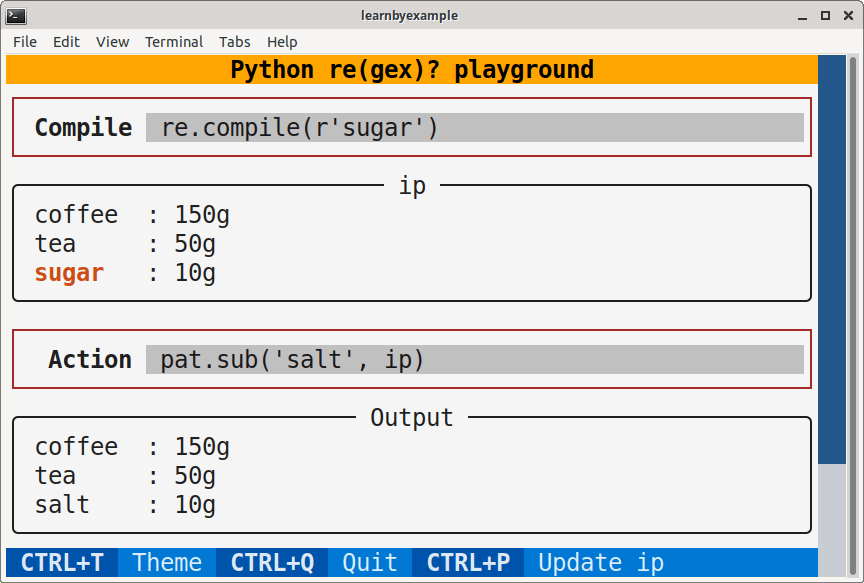 learnbyexample
File Edit View Terminal Tabs Help
Python re(gex)? playground
Compile re.compile(r'sugar')
ip
coffee  : 150g
tea     : 50g
sugar   : 10g
Action pat.sub('salt', ip)
Output
coffee  : 150g
tea     : 50g
salt    : 10g
CTRL+T Theme CTRL+Q Quit CTRL+P Update ip